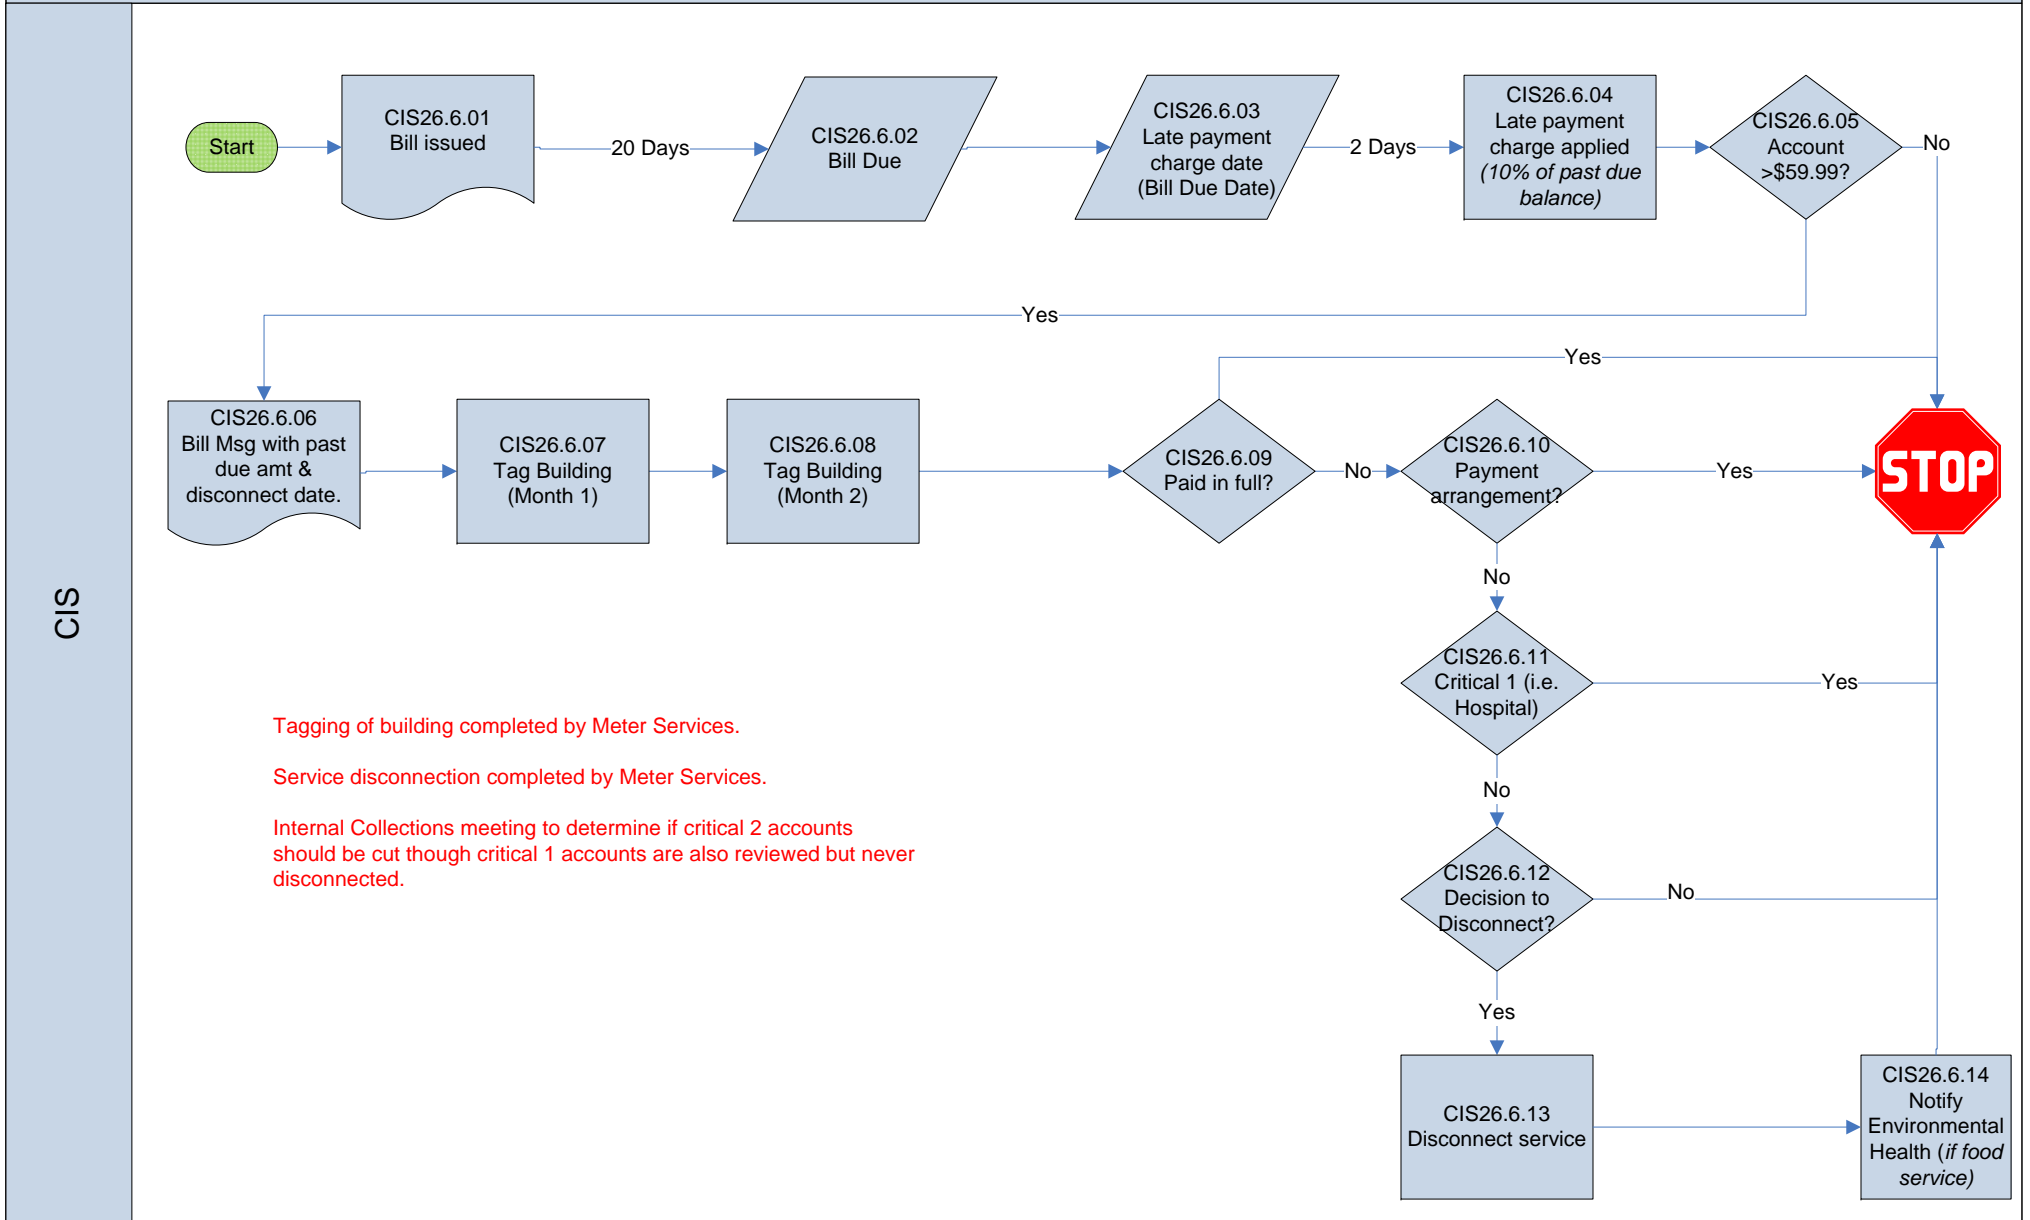 Start
CIS26.6.01
Bill issued
20 Days
CIS26.6.02
Bill Due
CIS26.6.03
Late payment
charge date
(Bill Due Date)
2 Days
CIS26.6.04
Late payment
charge applied
(10% of past due
balance)
CIS26.6.05
Account
>$59.99?
No
Yes
Yes
CIS26.6.06
Bill Msg with past
due amt &
disconnect date.
CIS26.6.07
Tag Building
(Month 1)
CIS26.6.08
Tag Building
(Month 2)
CIS26.6.09
Paid in full?
No
CIS26.6.10
Payment
arrangement?
Yes
STOP
No
CIS
CIS26.6.11
Critical 1 (i.e.
Hospital)
Yes
Tagging of building completed by Meter Services.
Service disconnection completed by Meter Services.
Internal Collections meeting to determine if critical 2 accounts
should be cut though critical 1 accounts are also reviewed but never
disconnected.
No
CIS26.6.12
Decision to
Disconnect?
No
Yes
CIS26.6.13
Disconnect service
CIS26.6.14
Notify
Environmental
Health (if food
service)